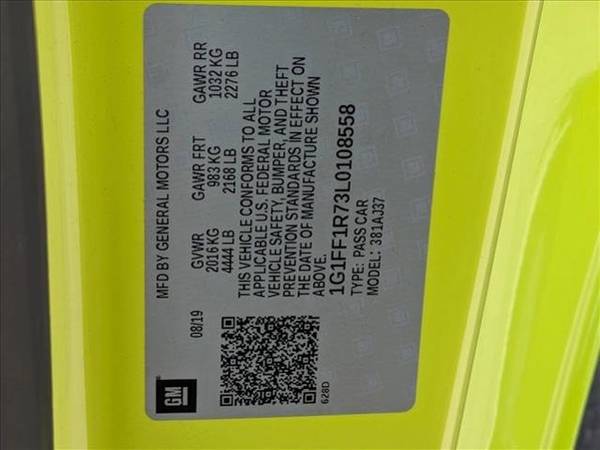 MFD BY GENERAL MOTORS LLC
08/19
GVWR GAWR FRT GAWR RR
2016 KG 983 KG 1032 KG
4444 LB 2168 LB 2276 LB
THIS VEHICLE CONFORMS TO ALL
APPLICABLE U.S. FEDERAL MOTOR
VEHICLE SAFETY, BUMPER, AND THEFT
PREVENTION STANDARDS IN EFFECT ON
THE DATE OF MANUFACTURE SHOWN
ABOVE.
1G1FF1R73L0108558
TYPE: PASS CAR
MODEL: 381AJ37
GM
628D